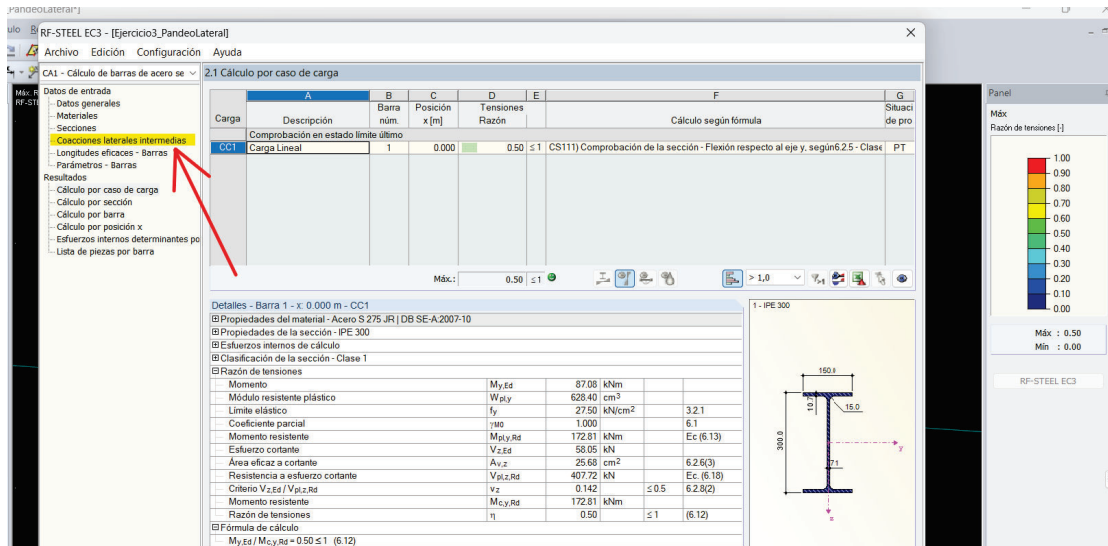 PandeoLateral*]
RF-STEEL EC3 - [Ejercicio3_PandeoLateral]
Archivo Edición Configuración Ayuda
CA1 - Cálculo de barras de acero se
2.1 Cálculo por caso de carga
Datos de entrada
Datos generales
Materiales
Secciones
Coacciones laterales intermedias
Longitudes eficaces - Barras
Parámetros - Barras
Resultados
Cálculo por caso de carga
Cálculo por sección
Cálculo por barra
Cálculo por posición x
Esfuerzos internos determinantes po
Lista de piezas por barra
A B C D E F G
Barra Posición Tensiones Situaci
Carga Descripción núm. x [m] Razón Cálculo según fórmula de pro
Comprobación en estado límite último
CC1 Carga Lineal 1 0.000 0.50 ≤ 1 CS111) Comprobación de la sección - Flexión respecto al eje y, según6.2.5 - Clase PT
Máx.: 0.50 ≤ 1
> 1,0
Detalles - Barra 1 - x: 0.000 m - CC1
Propiedades del material - Acero S 275 JR | DB SE-A:2007-10
Propiedades de la sección - IPE 300
Esfuerzos internos de cálculo
Clasificación de la sección - Clase 1
Razón de tensiones
Momento My,Ed 87.08 kNm
Módulo resistente plástico Wpl,y 628.40 cm3
Límite elástico fy 27.50 kN/cm2 3.2.1
Coeficiente parcial γM0 1.000 6.1
Momento resistente Mpl,y,Rd 172.81 kNm Ec (6.13)
Esfuerzo cortante Vz,Ed 58.05 kN
Área eficaz a cortante Av,z 25.68 cm2 6.2.6(3)
Resistencia a esfuerzo cortante Vpl,z,Rd 407.72 kN Ec. (6.18)
Criterio Vz,Ed / Vpl,z,Rd vz 0.142 ≤ 0.5 6.2.8(2)
Momento resistente Mc,y,Rd 172.81 kNm
Razón de tensiones η 0.50 ≤ 1 (6.12)
Fórmula de cálculo
My,Ed / Mc,y,Rd = 0.50 ≤ 1 (6.12)
1 - IPE 300
150.0
10.7
15.0
300.0
7.1
y
z
Panel
Máx
Razón de tensiones [-]
1.00
0.90
0.80
0.70
0.60
0.50
0.40
0.30
0.20
0.10
0.00
Máx : 0.50
Mín : 0.00
RF-STEEL EC3